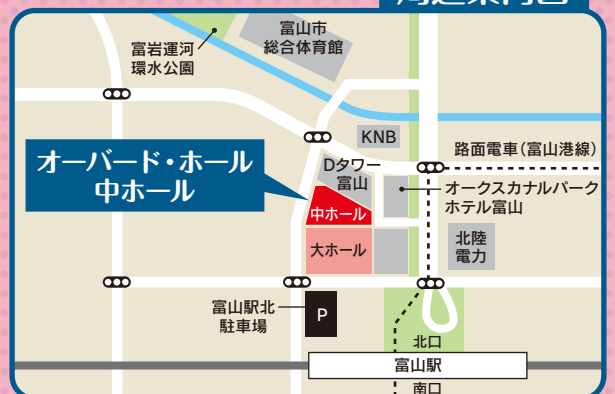 周辺案内図
富山市
総合体育館
富岩運河
環水公園
KNB
路面電車(富山港線)
オーバード・ホール
中ホール
Dタワー
富山
オークスカナルパーク
ホテル富山
中ホール
大ホール
北陸
電力
富山駅北
駐車場
P
北口
富山駅
南口